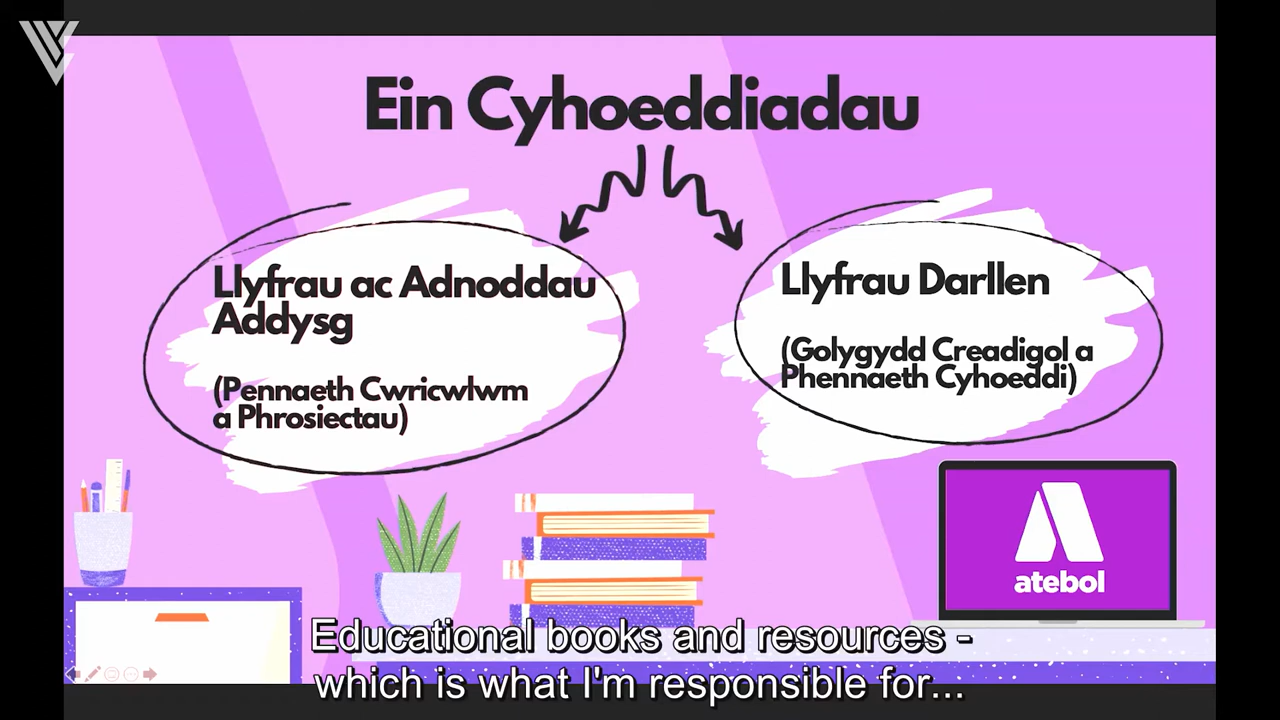 Ein Cyhoeddiadau
Llyfrau ac Adnoddau
Addysg
(Pennaeth Cwricwlwm
a Phrosiectau)
Llyfrau Darllen
(Golygydd Creadigol a
Phennaeth Cyhoeddi)
atebol
Educational books and resources -
which is what I'm responsible for...